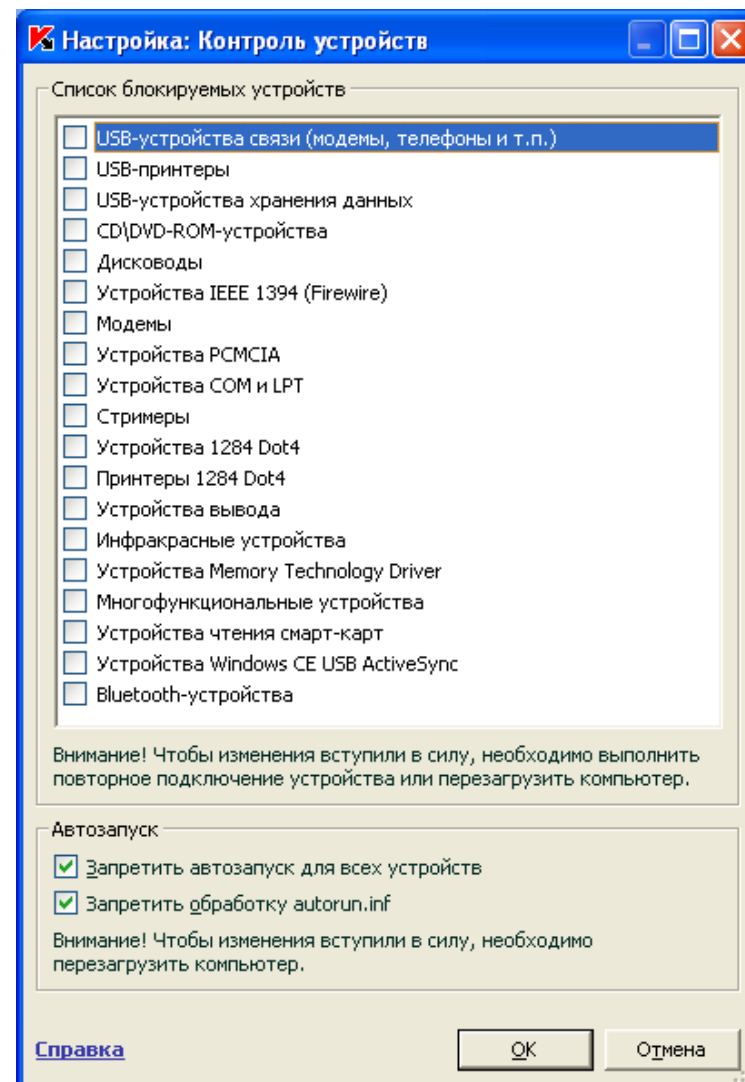 Настройка: Контроль устройств
Список блокируемых устройств
USB-устройства связи (модемы, телефоны и т.п.)
USB-принтеры
USB-устройства хранения данных
CD\DVD-ROM-устройства
Дисководы
Устройства IEEE 1394 (Firewire)
Модемы
Устройства PCMCIA
Устройства COM и LPT
Стримеры
Устройства 1284 Dot4
Принтеры 1284 Dot4
Устройства вывода
Инфракрасные устройства
Устройства Memory Technology Driver
Многофункциональные устройства
Устройства чтения смарт-карт
Устройства Windows CE USB ActiveSync
Bluetooth-устройства
Внимание! Чтобы изменения вступили в силу, необходимо выполнить
повторное подключение устройства или перезагрузить компьютер.
Автозапуск
Запретить автозапуск для всех устройств
Запретить обработку autorun.inf
Внимание! Чтобы изменения вступили в силу, необходимо
перезагрузить компьютер.
Справка
OK
Отмена